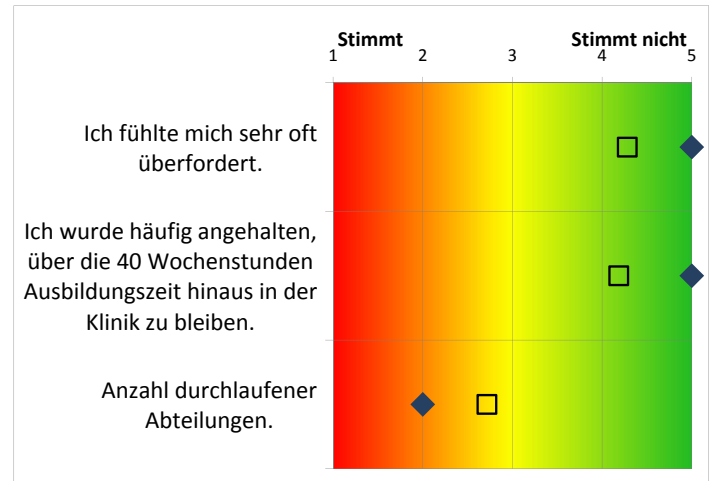 Stimmt Stimmt nicht
1 2 3 4 5
Ich fühlte mich sehr oft
überfordert.
Ich wurde häufig angehalten,
über die 40 Wochenstunden
Ausbildungszeit hinaus in der
Klinik zu bleiben.
Anzahl durchlaufener
Abteilungen.